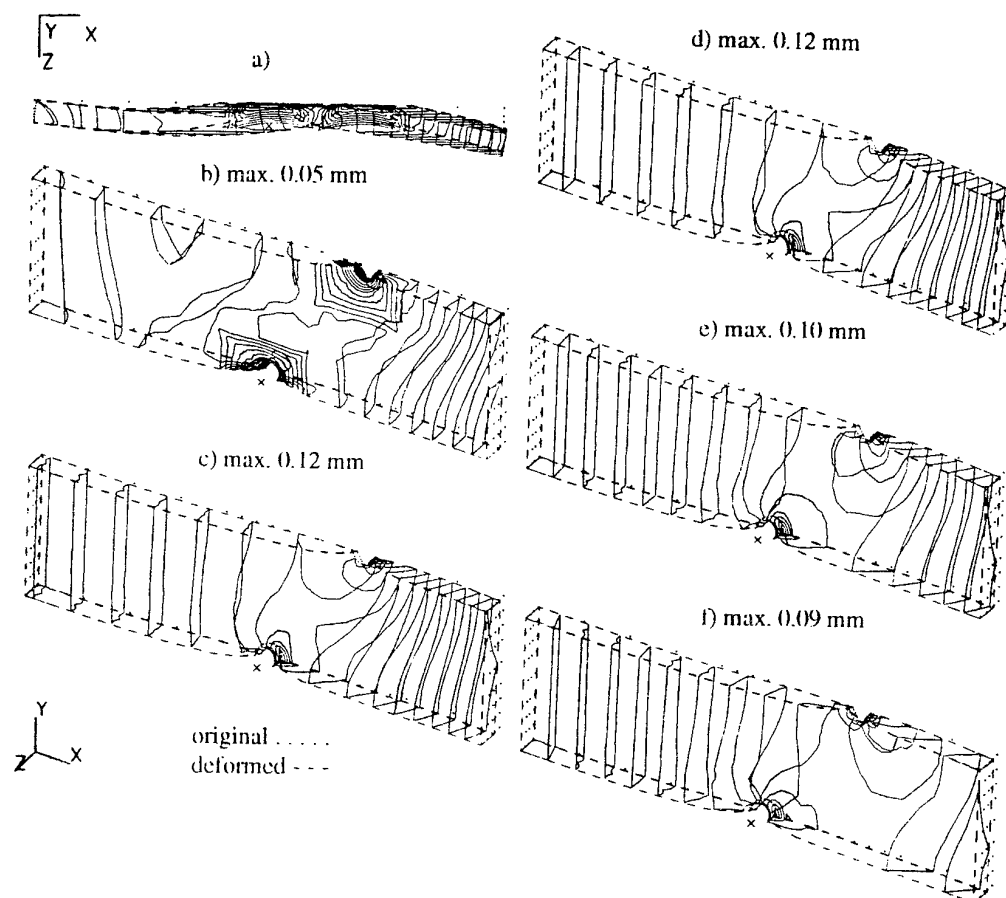 Y X
Z
a)
b) max. 0.05 mm
c) max. 0.12 mm
d) max. 0.12 mm
e) max. 0.10 mm
f) max. 0.09 mm
Y
Z X
original . . . . .
deformed - - -